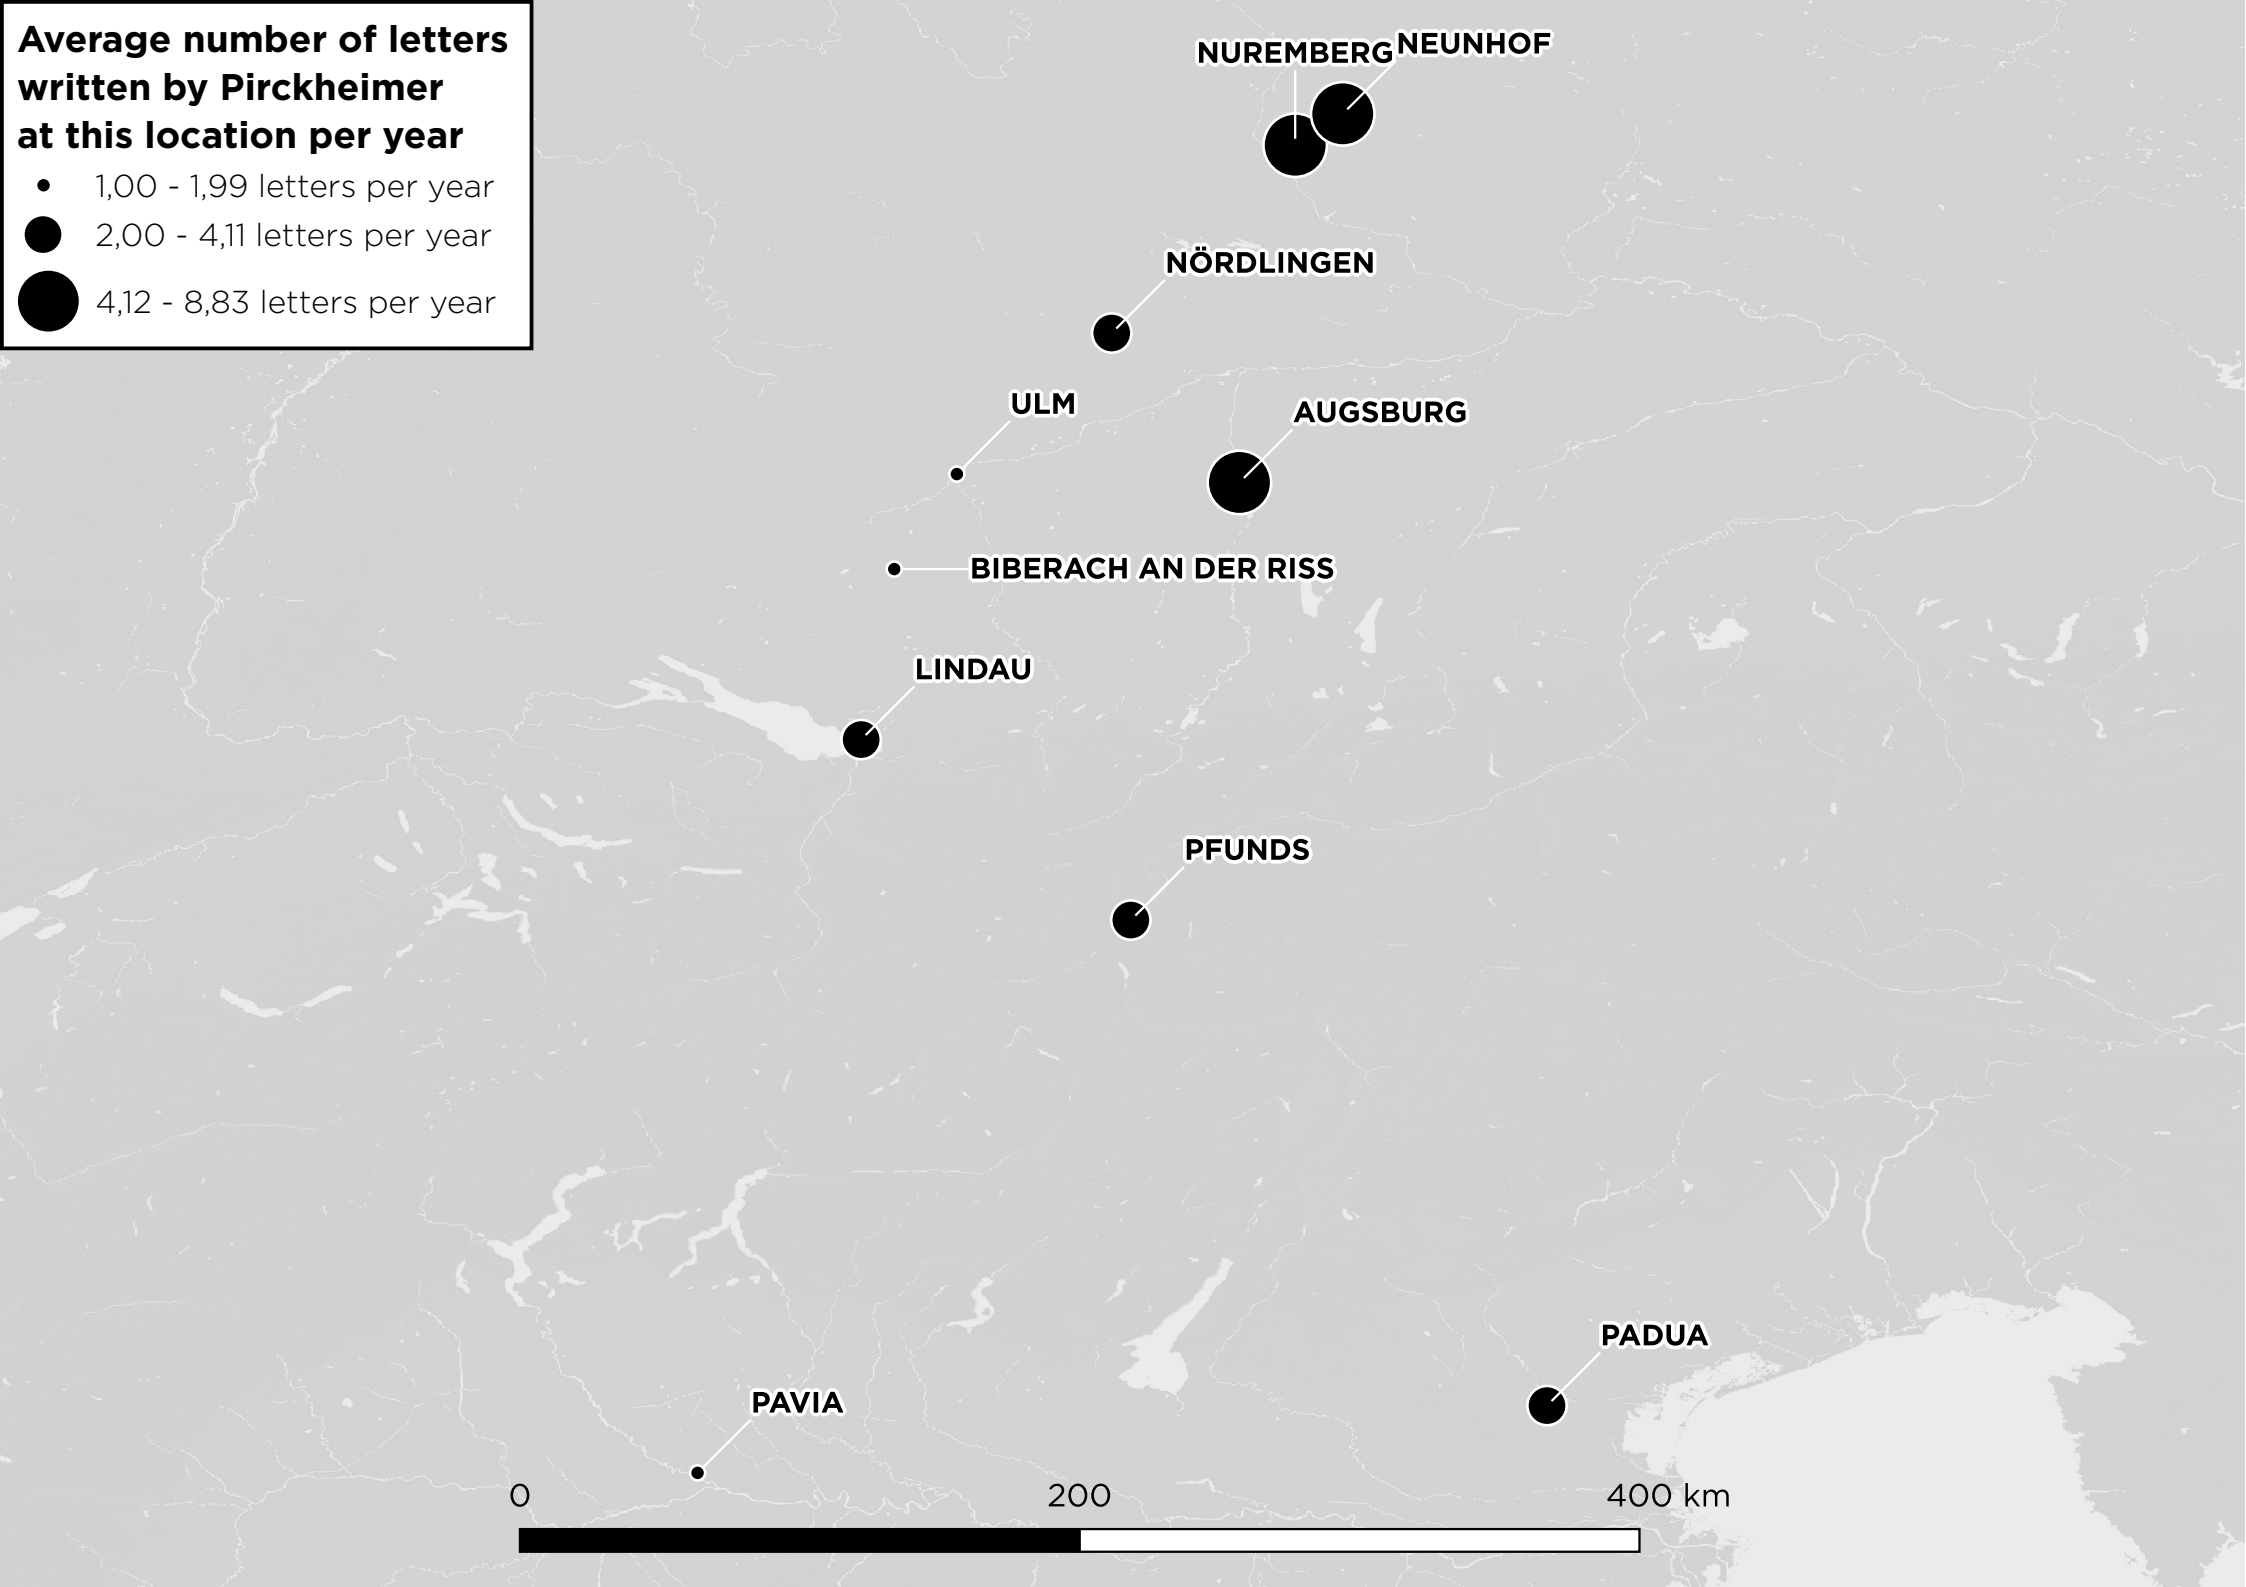 Average number of letters
written by Pirckheimer
at this location per year
1,00 - 1,99 letters per year
2,00 - 4,11 letters per year
4,12 - 8,83 letters per year
NUREMBERG
NEUNHOF
NÖRDLINGEN
ULM
AUGSBURG
BIBERACH AN DER RISS
LINDAU
PFUNDS
PADUA
PAVIA
0 200 400 km